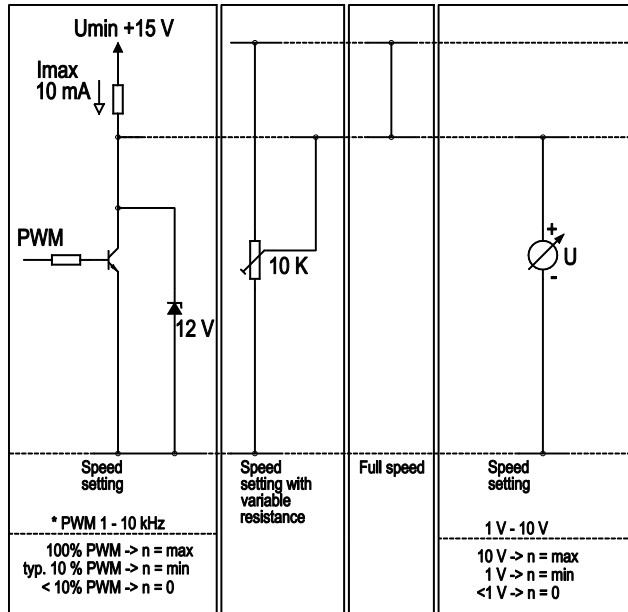 Umin +15 V
Imax
10 mA
PWM
12 V
10 K
+
U
-
Speed
setting
* PWM 1 - 10 kHz
100% PWM -> n = max
typ. 10 % PWM -> n = min
< 10% PWM -> n = 0
Speed
setting with
variable
resistance
Full speed
Speed
setting
1 V - 10 V
10 V -> n = max
1 V -> n = min
<1 V -> n = 0